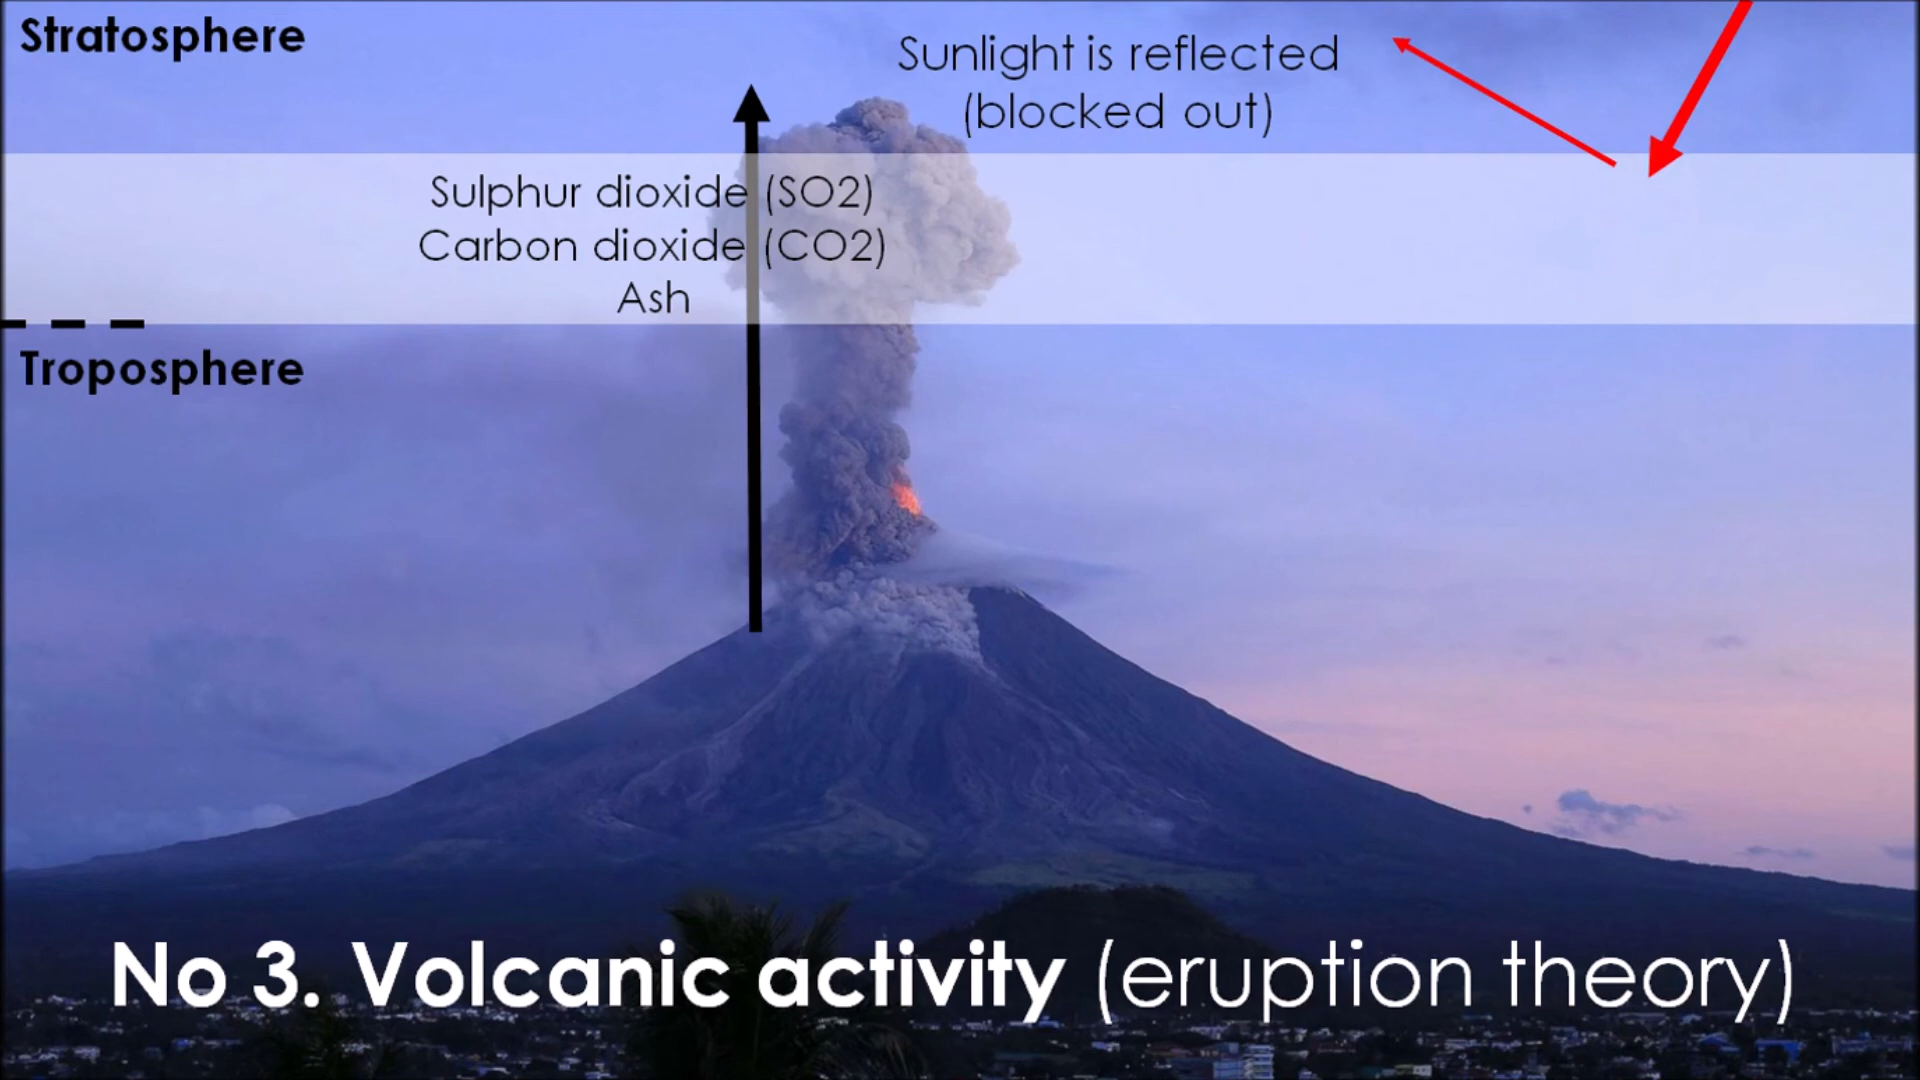 Stratosphere
Sunlight is reflected
(blocked out)
Sulphur dioxide (SO2)
Carbon dioxide (CO2)
Ash
Troposphere
No 3. Volcanic activity (eruption theory)